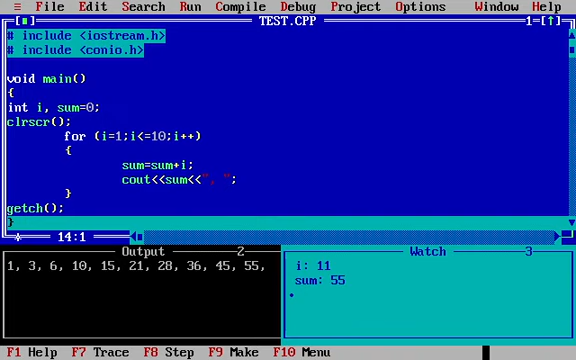 ≡ File Edit Search Run Compile Debug Project Options Window Help
[■] TEST.CPP 1=[↑]
# include <iostream.h>
# include <conio.h>
void main()
{
int i, sum=0;
clrscr();
for (i=1;i<=10;i++)
{
sum=sum+i;
cout<<sum<<", ";
}
getch();
}
* 14:1
Output 2
1, 3, 6, 10, 15, 21, 28, 36, 45, 55,
Watch 3
i: 11
sum: 55
F1 Help F7 Trace F8 Step F9 Make F10 Menu